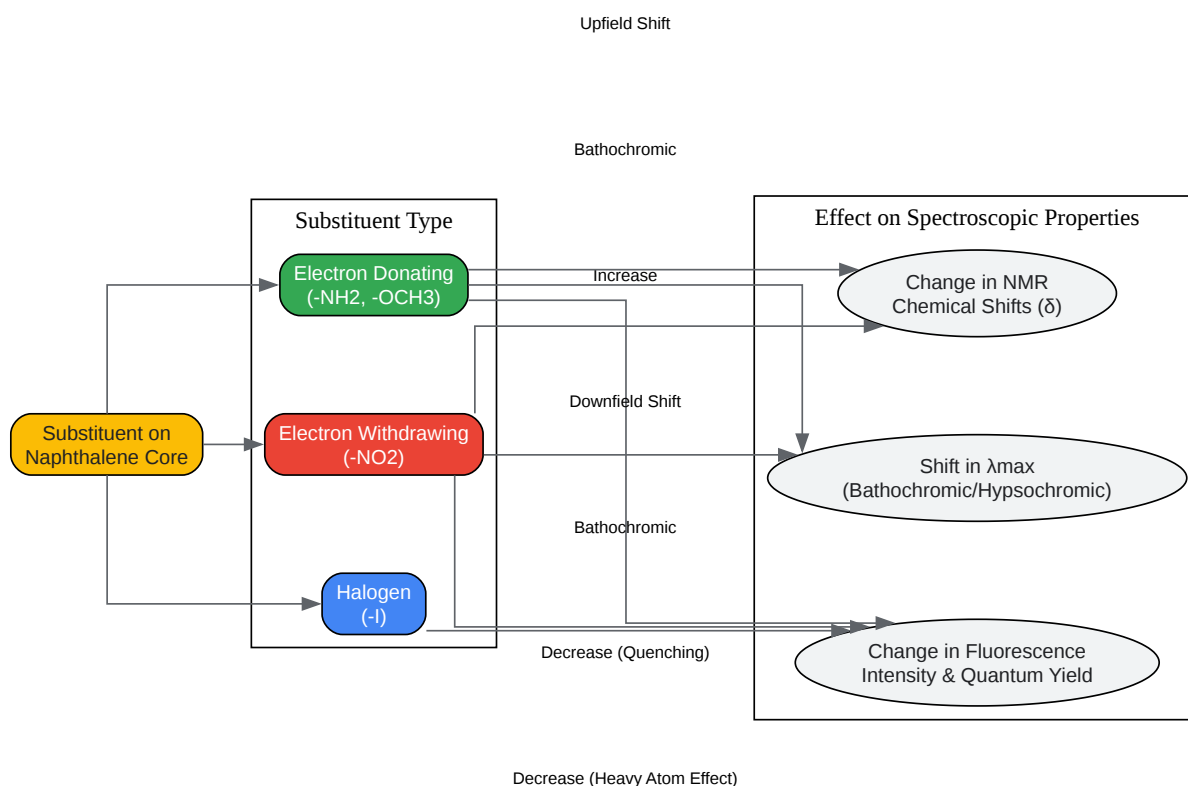 Upfield Shift
Bathochromic
Substituent Type
Effect on Spectroscopic Properties
Electron Donating
(-NH2, -OCH3)
Increase
Change in NMR
Chemical Shifts (δ)
Downfield Shift
Substituent on
Naphthalene Core
Electron Withdrawing
(-NO2)
Shift in λmax
(Bathochromic/Hypsochromic)
Bathochromic
Halogen
(-I)
Decrease (Quenching)
Change in Fluorescence
Intensity & Quantum Yield
Decrease (Heavy Atom Effect)